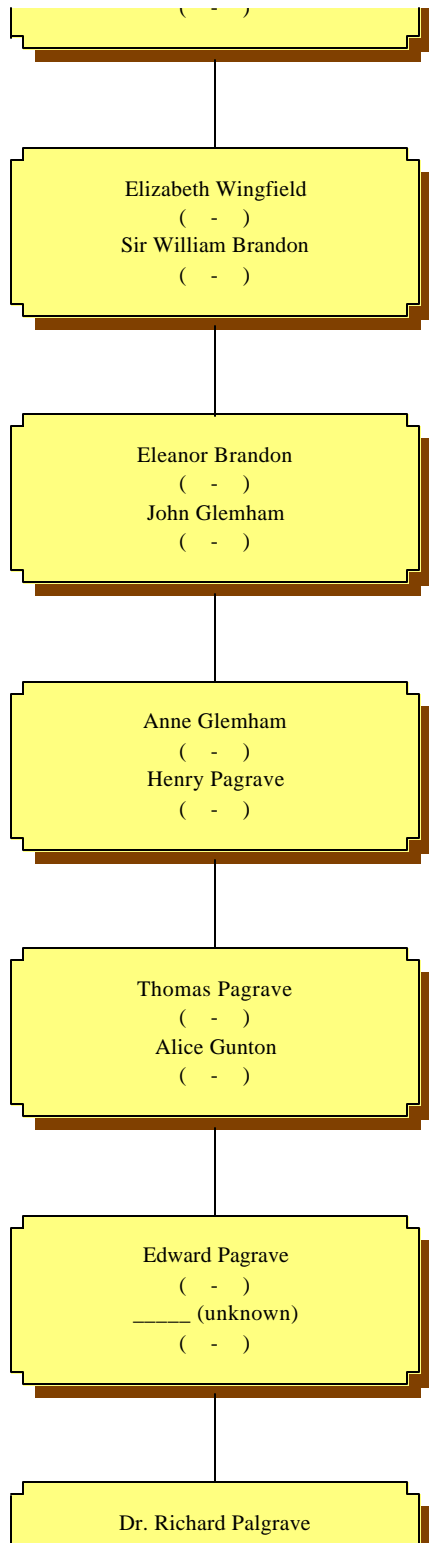 ( - )
Elizabeth Wingfield
( - )
Sir William Brandon
( - )
Eleanor Brandon
( - )
John Glemham
( - )
Anne Glemham
( - )
Henry Pagrave
( - )
Thomas Pagrave
( - )
Alice Gunton
( - )
Edward Pagrave
( - )
_____ (unknown)
( - )
Dr. Richard Palgrave